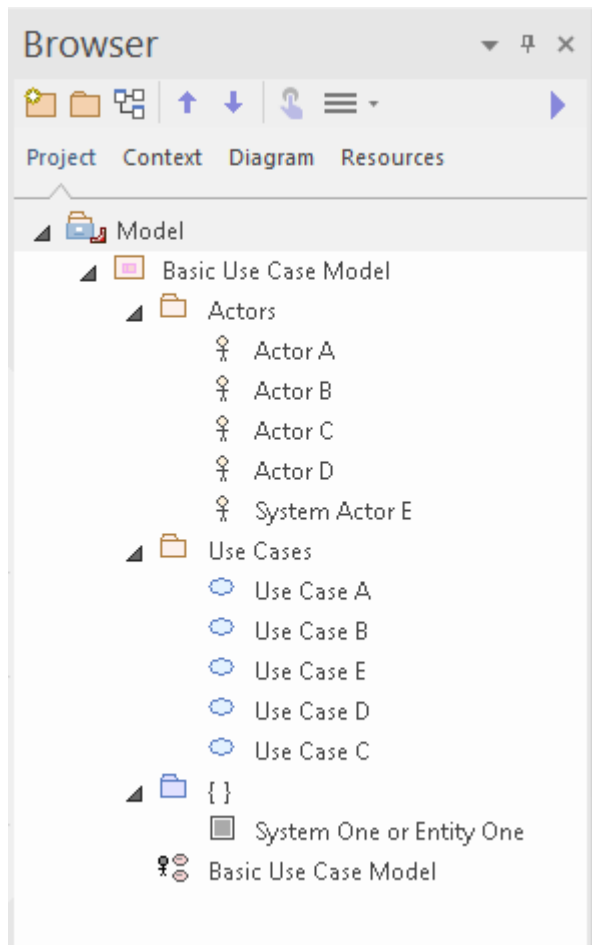 Browser
Project Context Diagram Resources
Model
Basic Use Case Model
Actors
Actor A
Actor B
Actor C
Actor D
System Actor E
Use Cases
Use Case A
Use Case B
Use Case E
Use Case D
Use Case C
{ }
System One or Entity One
Basic Use Case Model